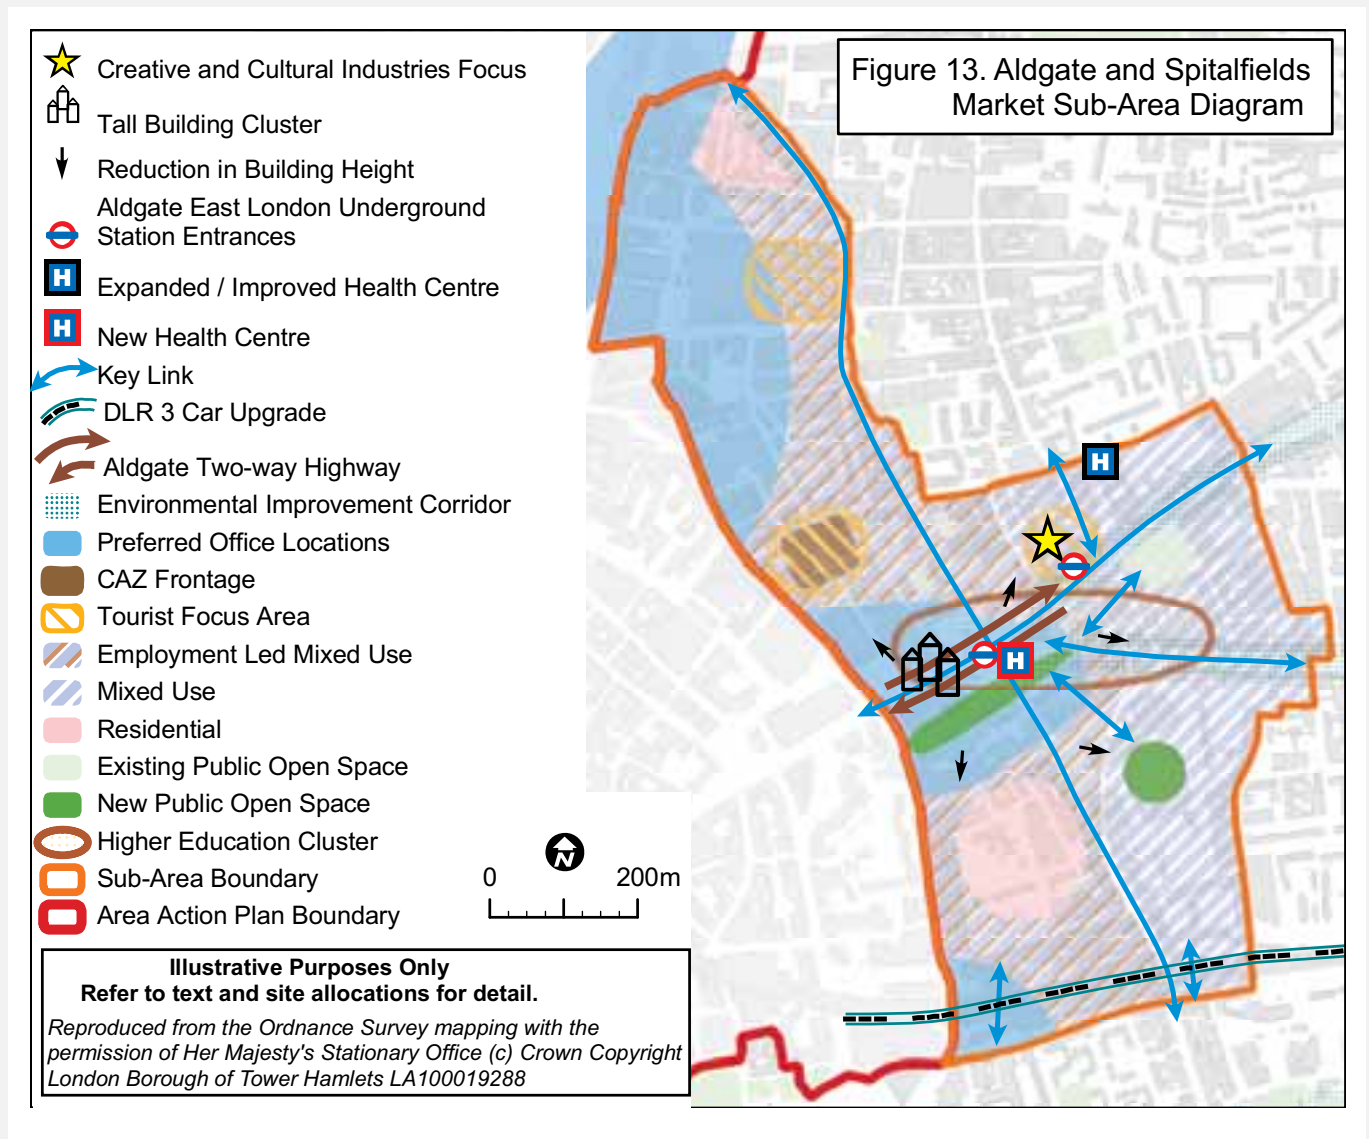 Figure 13. Aldgate and Spitalfields
Market Sub-Area Diagram
Creative and Cultural Industries Focus
Tall Building Cluster
Reduction in Building Height
Aldgate East London Underground
Station Entrances
H
Expanded / Improved Health Centre
H
New Health Centre
Key Link
DLR 3 Car Upgrade
Aldgate Two-way Highway
Environmental Improvement Corridor
Preferred Office Locations
CAZ Frontage
Tourist Focus Area
Employment Led Mixed Use
Mixed Use
Residential
Existing Public Open Space
New Public Open Space
Higher Education Cluster
Sub-Area Boundary
Area Action Plan Boundary
N
0 200m
H
H
Illustrative Purposes Only
Refer to text and site allocations for detail.
Reproduced from the Ordnance Survey mapping with the
permission of Her Majesty's Stationary Office (c) Crown Copyright
London Borough of Tower Hamlets LA100019288